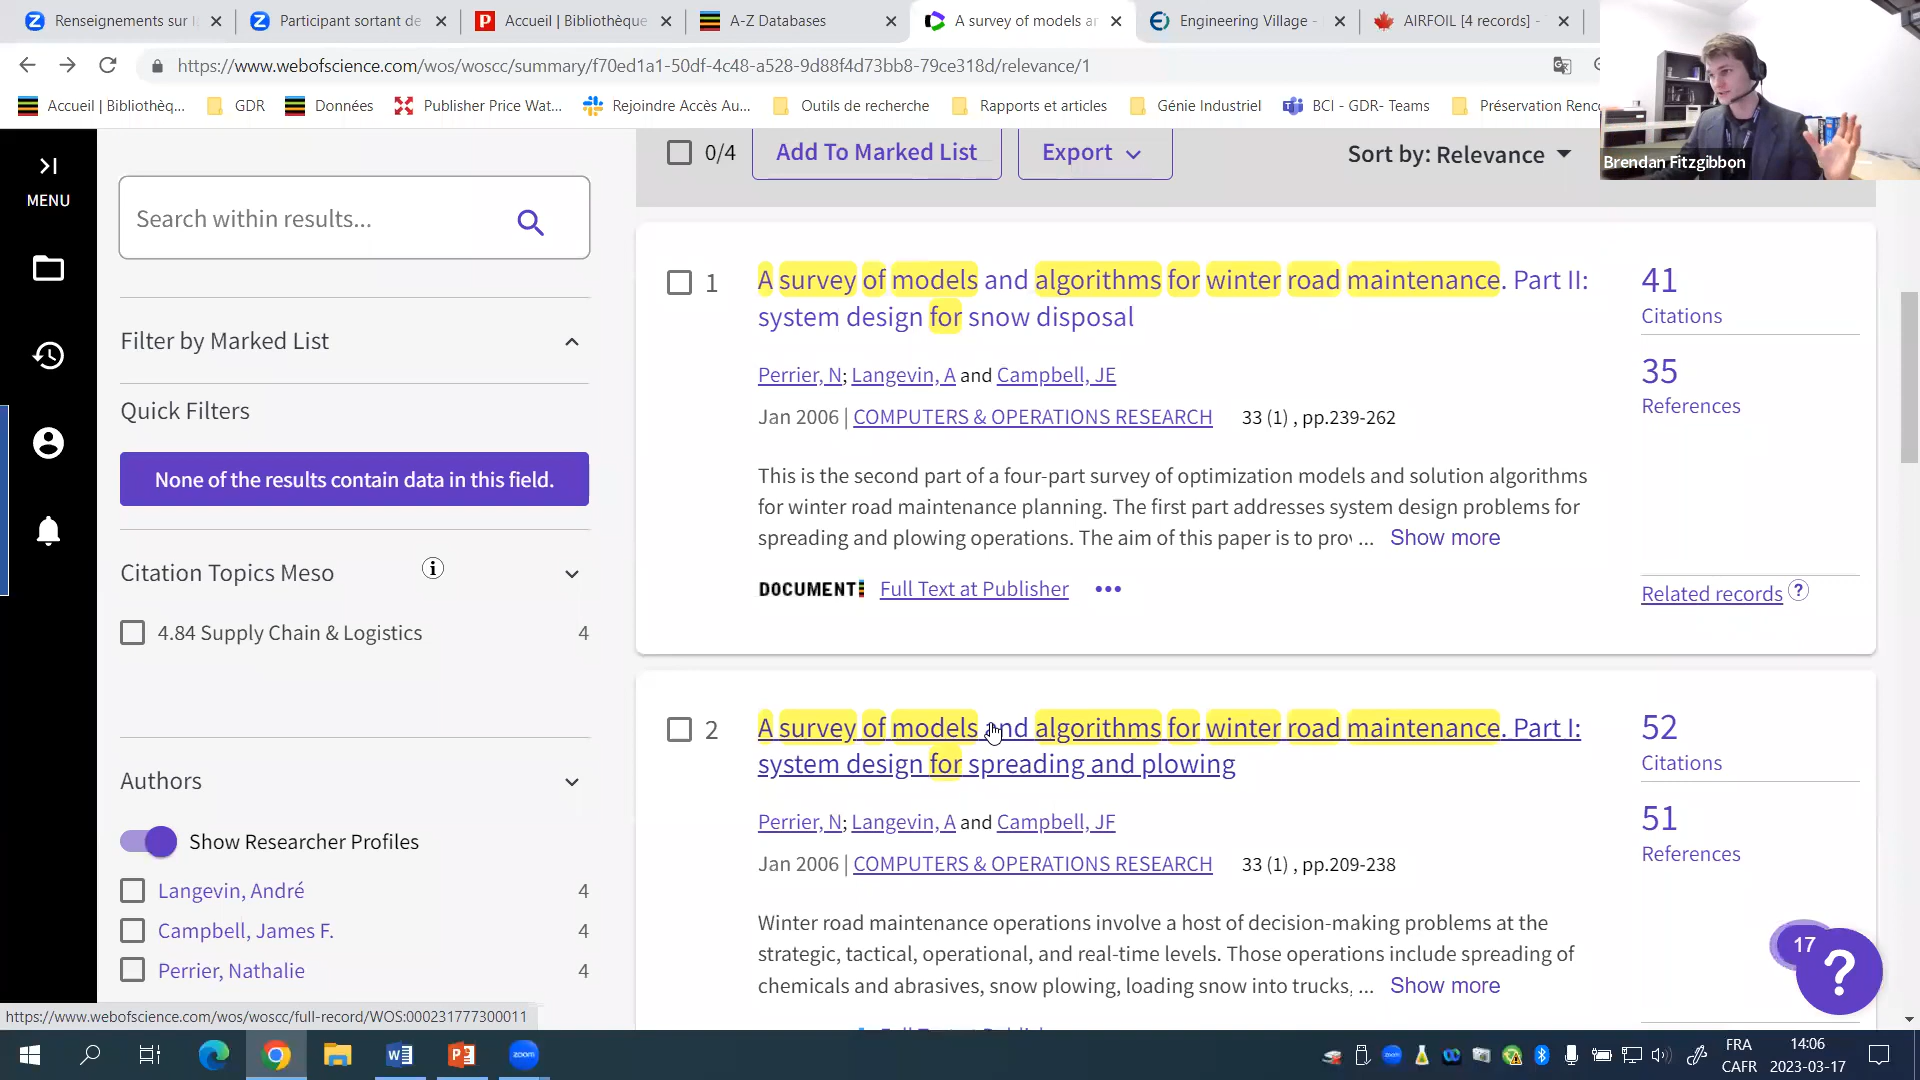 Renseignements sur
Participant sortant de
Accueil | Bibliothèque
A-Z Databases
A survey of models ar
Engineering Village -
AIRFOIL [4 records] -
https://www.webofscience.com/wos/woscc/summary/f70ed1a1-50df-4c48-a528-9d88f4d73bb8-79ce318d/relevance/1
Accueil | Bibliothèq...
GDR
Données
Publisher Price Wat...
Rejoindre Accès Au...
Outils de recherche
Rapports et articles
Génie Industriel
BCI - GDR- Teams
Préservation Renc
Brendan Fitzgibbon
MENU
Search within results...
Filter by Marked List
Quick Filters
None of the results contain data in this field.
Citation Topics Meso
4.84 Supply Chain & Logistics 4
Authors
Show Researcher Profiles
Langevin, André 4
Campbell, James F. 4
Perrier, Nathalie 4
0/4 Add To Marked List Export Sort by: Relevance
1 A survey of models and algorithms for winter road maintenance. Part II:
system design for snow disposal
Perrier, N; Langevin, A and Campbell, JE
Jan 2006 | COMPUTERS & OPERATIONS RESEARCH 33 (1) , pp.239-262
This is the second part of a four-part survey of optimization models and solution algorithms
for winter road maintenance planning. The first part addresses system design problems for
spreading and plowing operations. The aim of this paper is to prov ... Show more
DOCUMENT Full Text at Publisher •••
41
Citations
35
References
Related records ?
2 A survey of models and algorithms for winter road maintenance. Part I:
system design for spreading and plowing
Perrier, N; Langevin, A and Campbell, JF
Jan 2006 | COMPUTERS & OPERATIONS RESEARCH 33 (1) , pp.209-238
Winter road maintenance operations involve a host of decision-making problems at the
strategic, tactical, operational, and real-time levels. Those operations include spreading of
chemicals and abrasives, snow plowing, loading snow into trucks, ... Show more
52
Citations
51
References
17
?
https://www.webofscience.com/wos/woscc/full-record/WOS:000231777300011
zoom
FRA
CAFR
14:06
2023-03-17